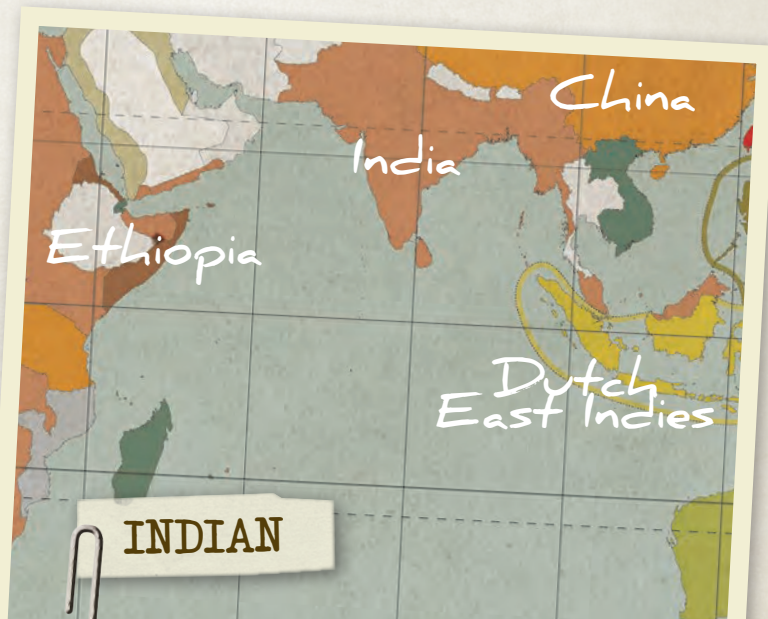 China
India
Ethiopia
Dutch
East Indies
INDIAN